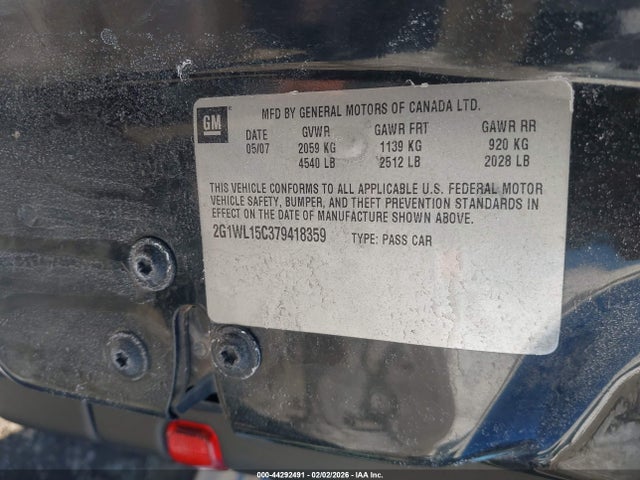 GM
MFD BY GENERAL MOTORS OF CANADA LTD.
DATE GVWR GAWR FRT GAWR RR
05/07 2059 KG 1139 KG 920 KG
4540 LB 2512 LB 2028 LB
THIS VEHICLE CONFORMS TO ALL APPLICABLE U.S. FEDERAL MOTOR
VEHICLE SAFETY, BUMPER, AND THEFT PREVENTION STANDARDS IN
EFFECT ON THE DATE OF MANUFACTURE SHOWN ABOVE.
2G1WL15C379418359 TYPE: PASS CAR
000-44292491 - 02/02/2026 - IAA Inc.